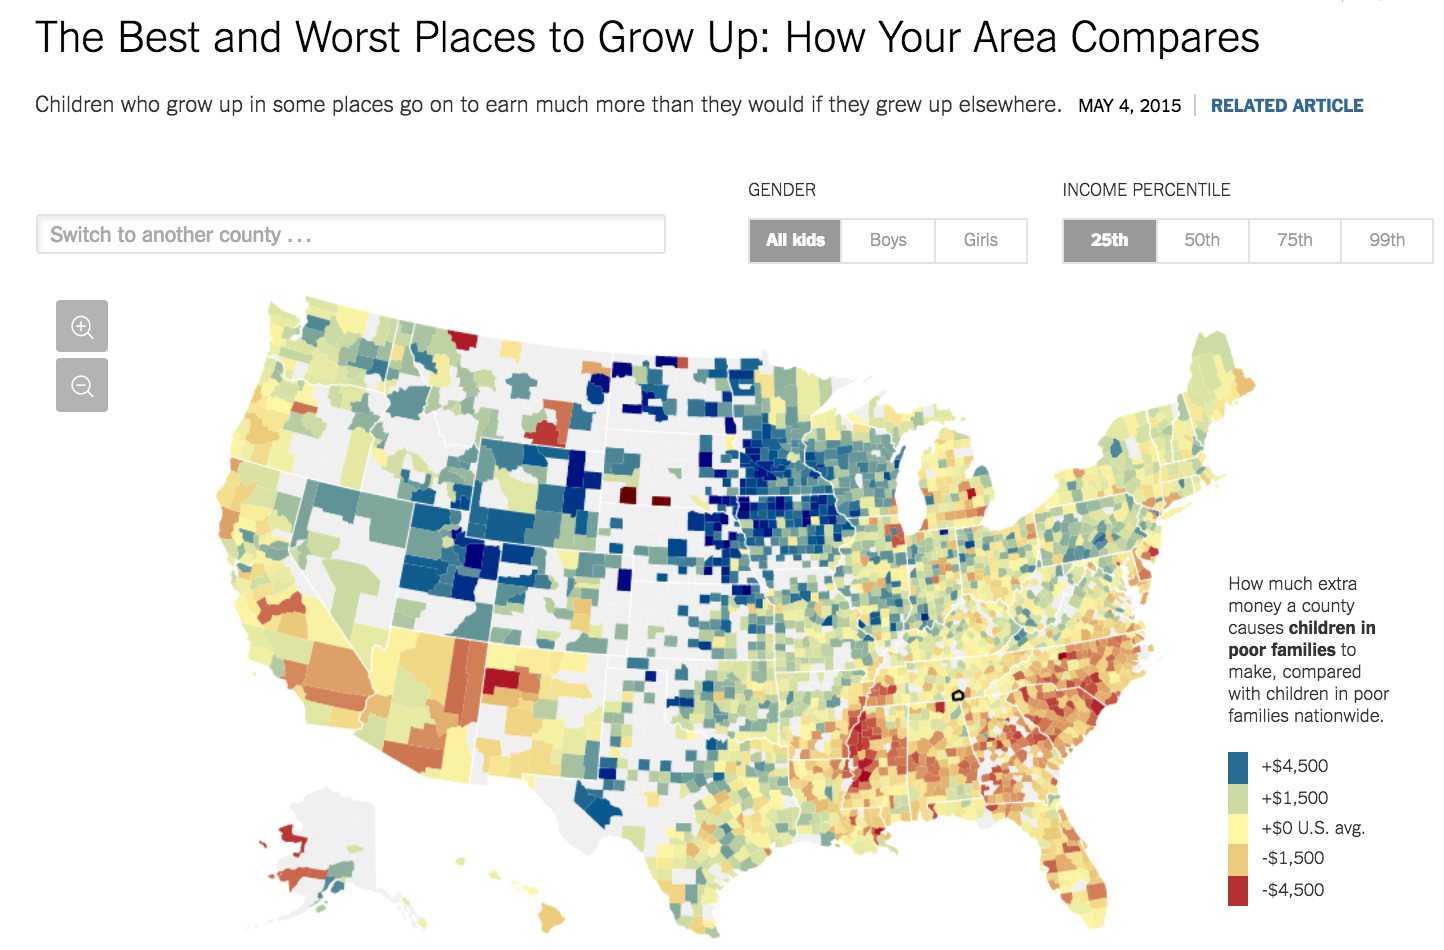 The Best and Worst Places to Grow Up: How Your Area Compares
Children who grow up in some places go on to earn much more than they would if they grew up elsewhere. MAY 4, 2015 | RELATED ARTICLE
GENDER
INCOME PERCENTILE
Switch to another county ...
All kids
Boys
Girls
25th
50th
75th
99th
How much extra
money a county
causes children in
poor families to
make, compared
with children in poor
families nationwide.
+$4,500
+$1,500
+$0 U.S. avg.
-$1,500
-$4,500